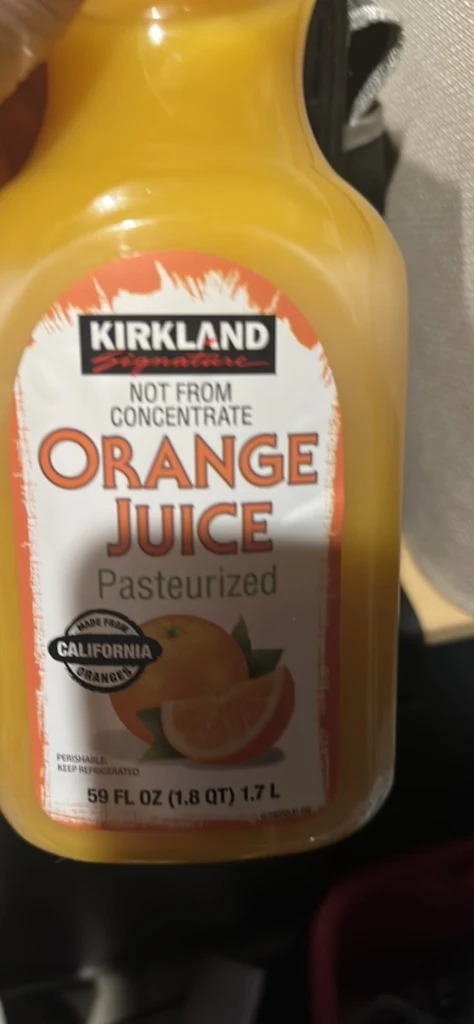 KIRKLAND
Signature
NOT FROM
CONCENTRATE
ORANGE
JUICE
Pasteurized
MADE FROM
CALIFORNIA
ORANGES
PERISHABLE:
KEEP REFRIGERATED
59 FL OZ (1.8 QT) 1.7 L